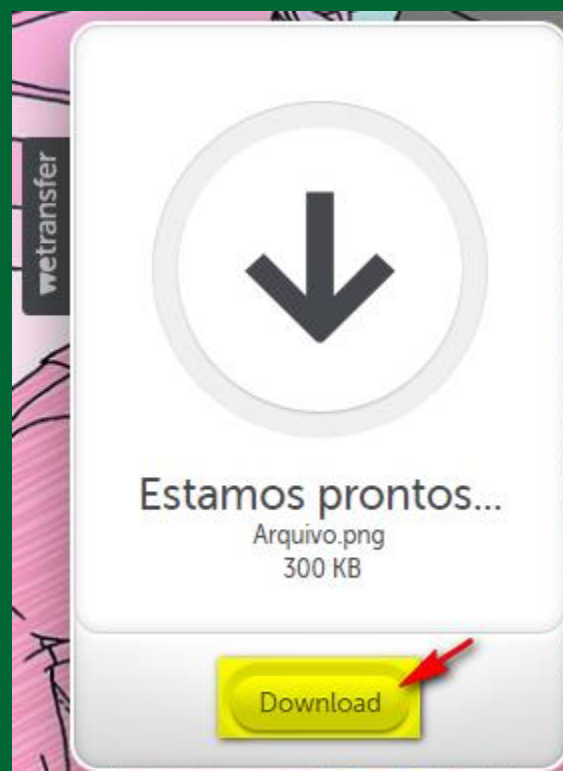 wetransfer
Estamos prontos...
Arquivo.png
300 KB
Download